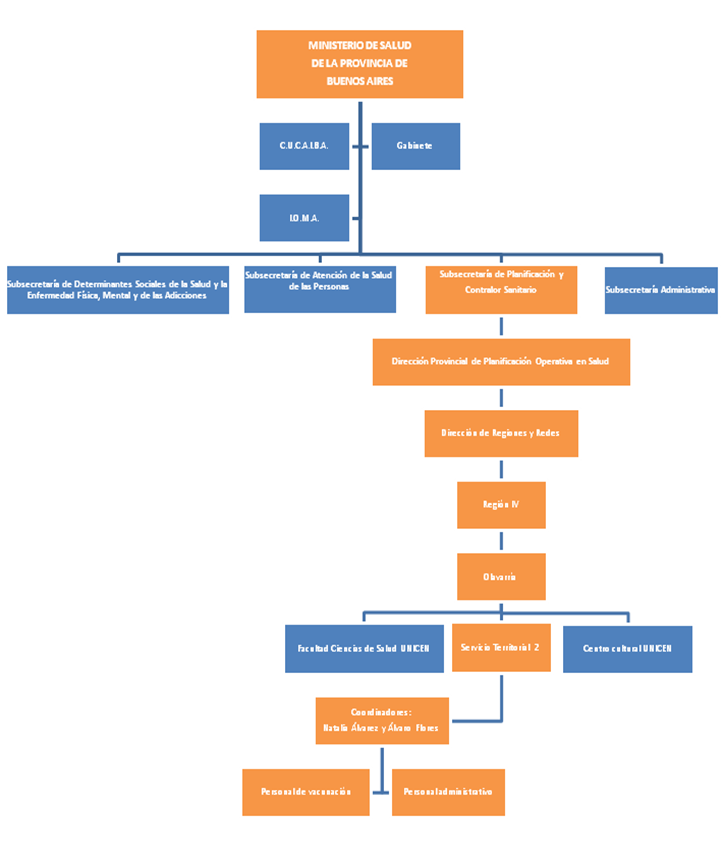 MINISTERIO DE SALUD
DE LA PROVINCIA DE
BUENOS AIRES
C.U.C.A.I.B.A.
Gabinete
I.O.M.A.
Subsecretaría de Determinantes Sociales de la Salud y la
Enfermedad Física, Mental y de las Adicciones
Subsecretaría de Atención de la Salud
de las Personas
Subsecretaría de Planificación y
Contralor Sanitario
Subsecretaría Administrativa
Dirección Provincial de Planificación Operativa en Salud
Dirección de Regiones y Redes
Región IV
Olavarría
Facultad Ciencias de Salud UNICEN
Servicio Territorial 2
Centro cultural UNICEN
Coordinadores:
Natalia Álvarez y Álvaro Flores
Personal de vacunación
Personal administrativo